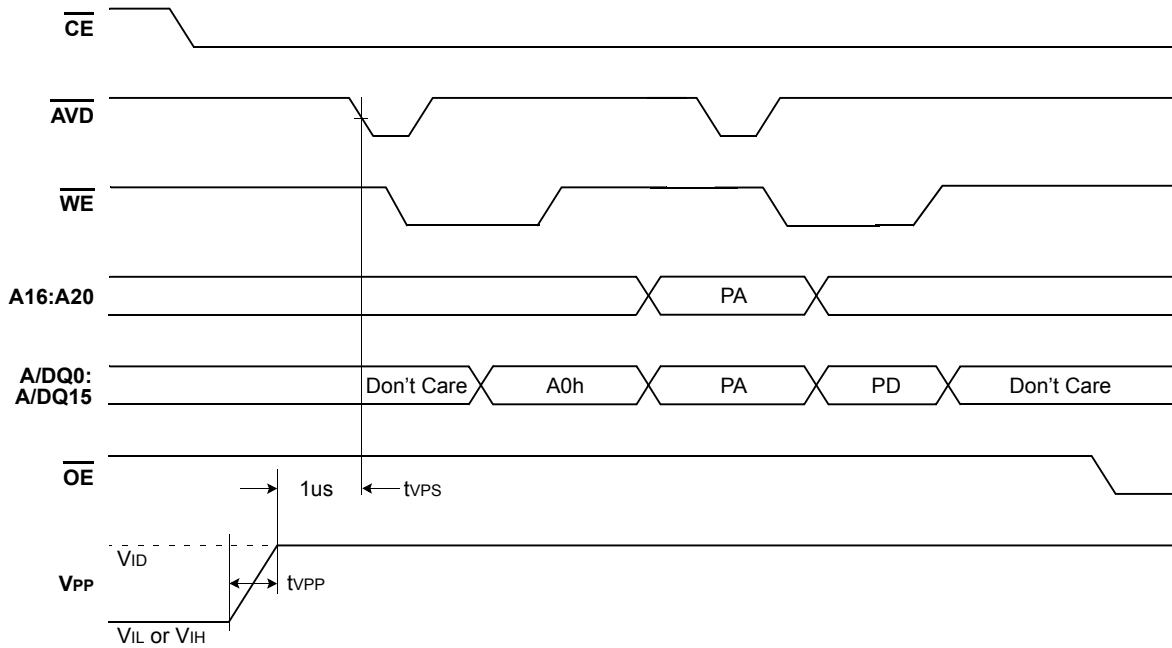 CE
AVD
WE
A16:A20
PA
A/DQ0:
A/DQ15
Don't Care
A0h
PA
PD
Don't Care
OE
1us
tVPS
VID
VPP
tVPP
VIL or VIH